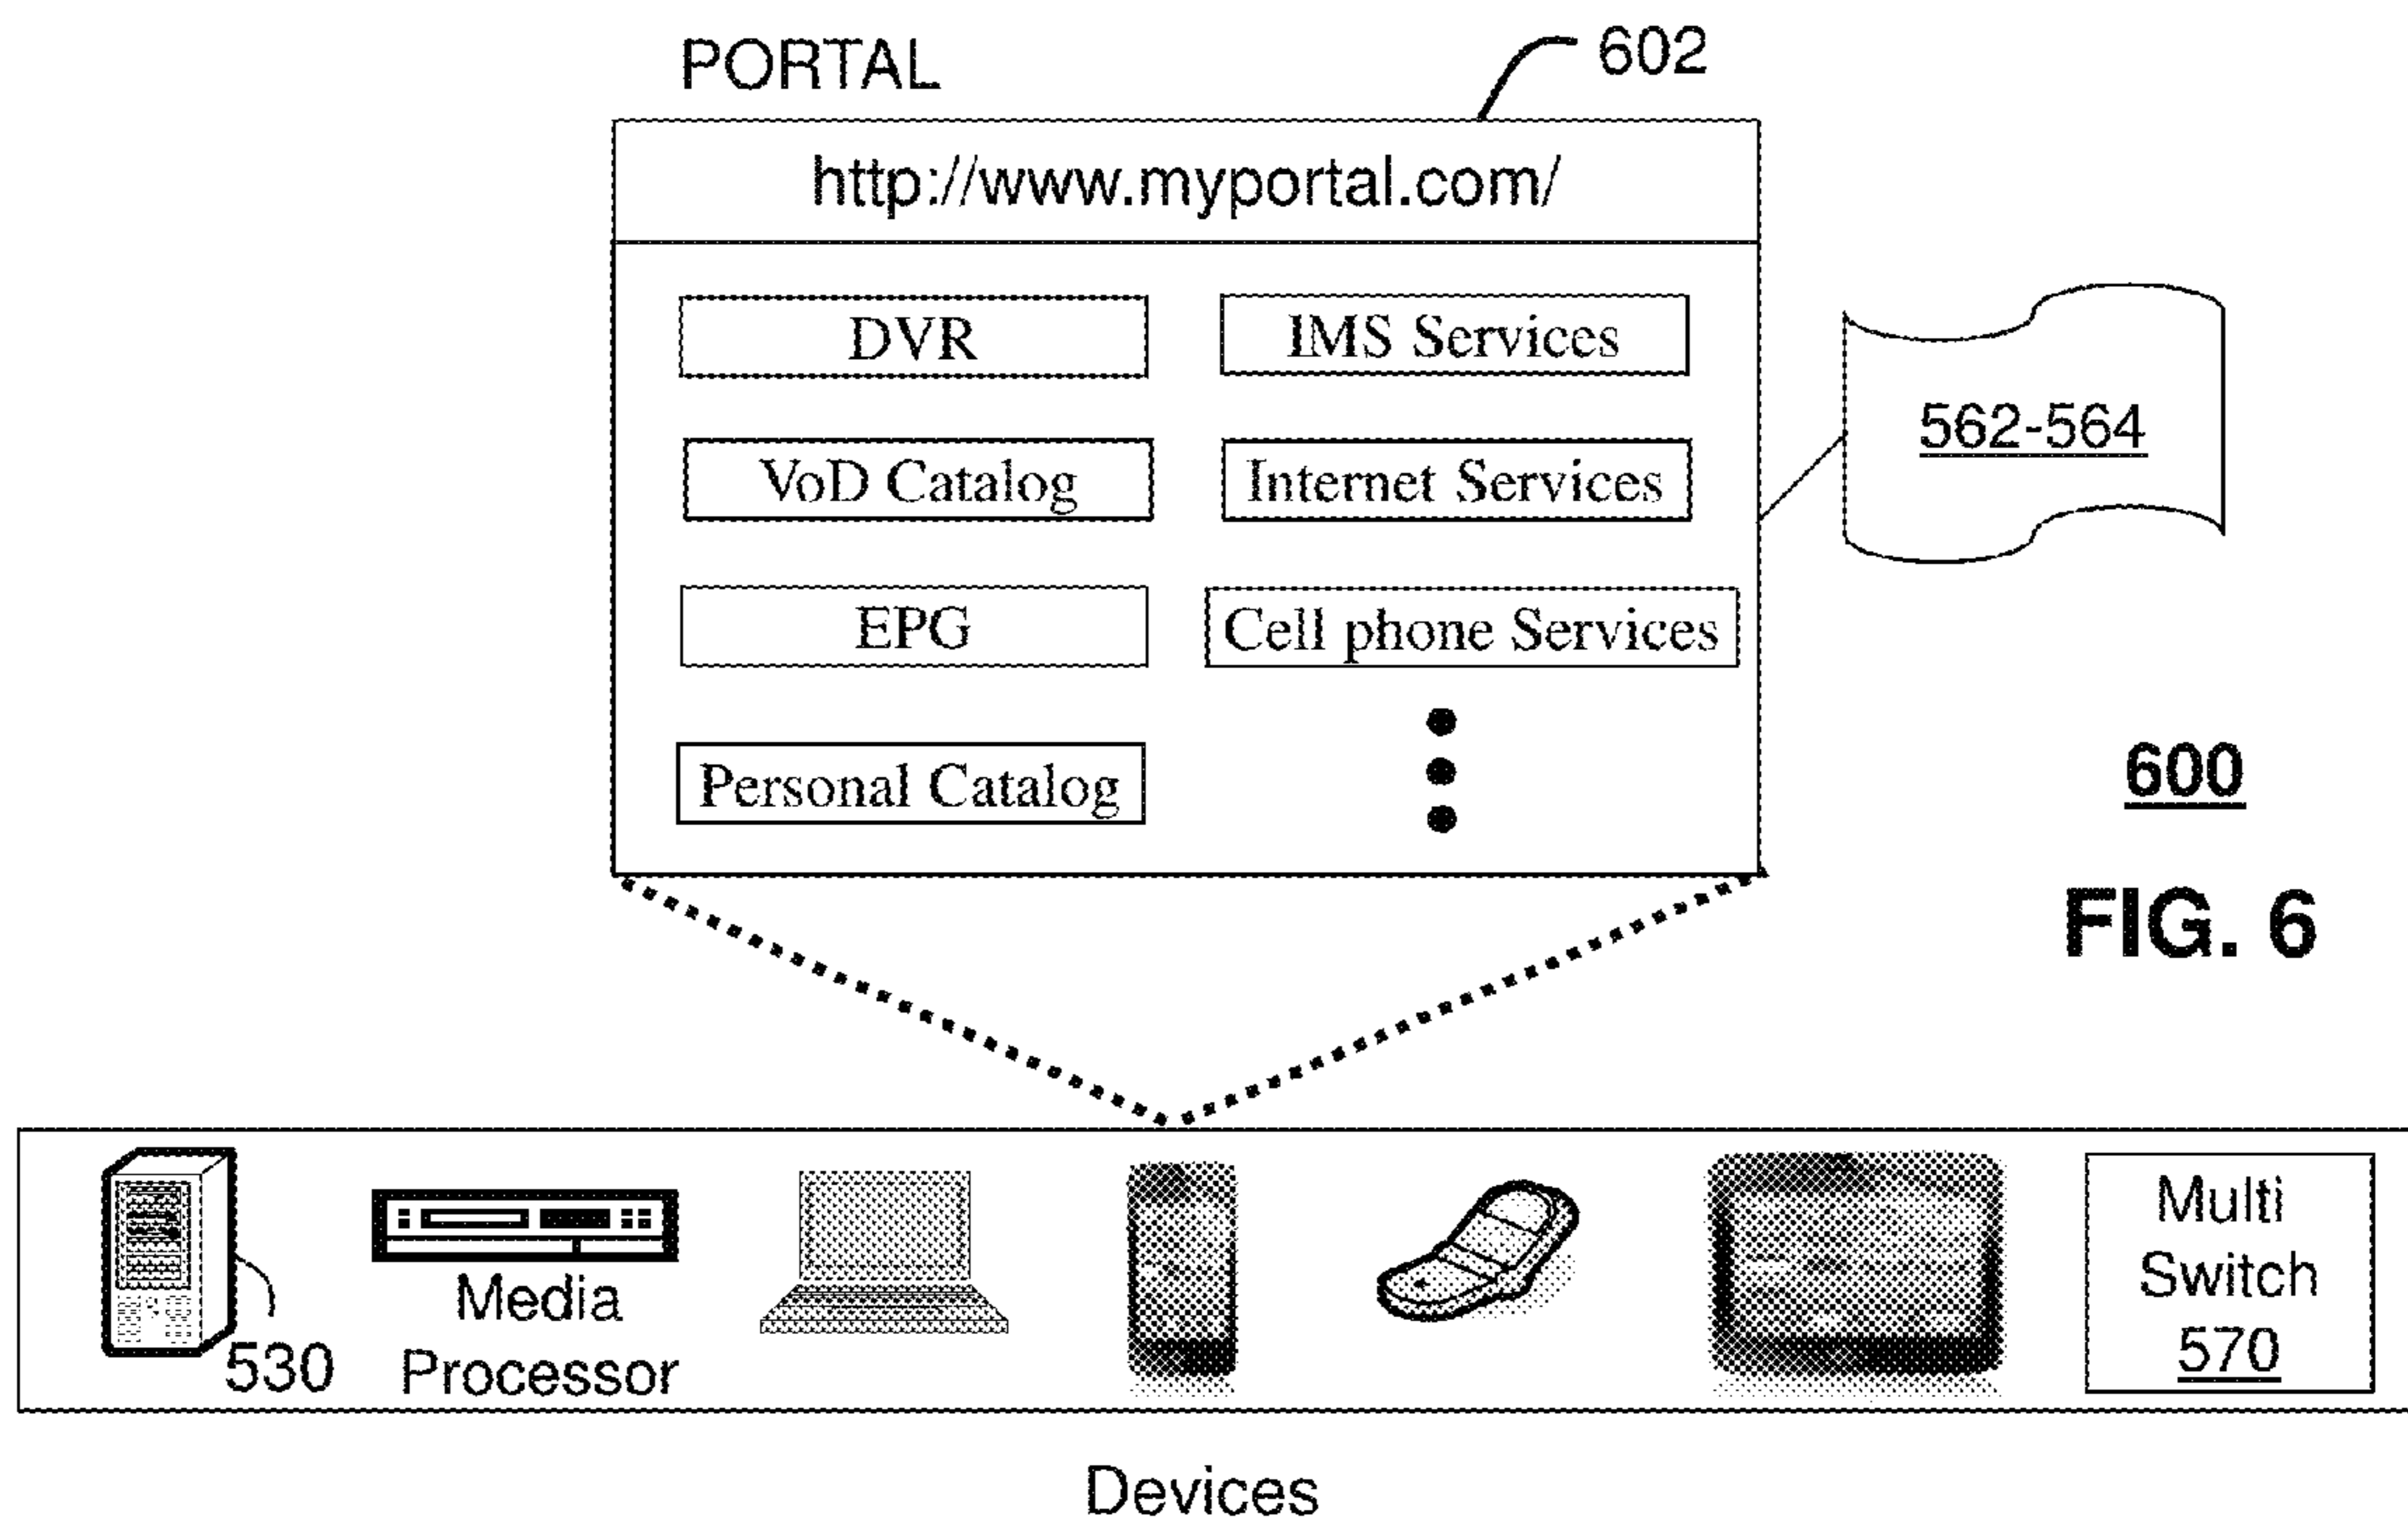 PORTAL
602
http://www.myportal.com/
DVR
IMS Services
VoD Catalog
Internet Services
562-564
EPG
Cell phone Services
Personal Catalog
600
FIG. 6
530
Media
Processor
Multi
Switch
570
Devices